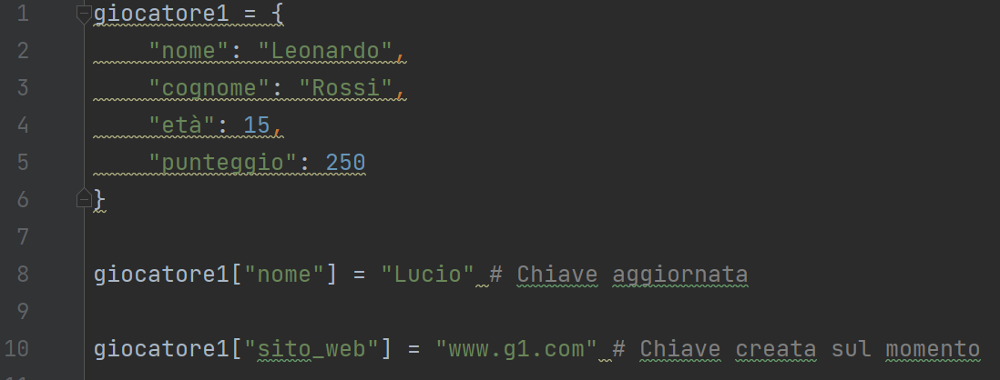 1 giocatore1 = {
2     "nome": "Leonardo",
3     "cognome": "Rossi",
4     "età": 15,
5     "punteggio": 250
6 }
7
8 giocatore1["nome"] = "Lucio" # Chiave aggiornata
9
10 giocatore1["sito_web"] = "www.g1.com" # Chiave creata sul momento